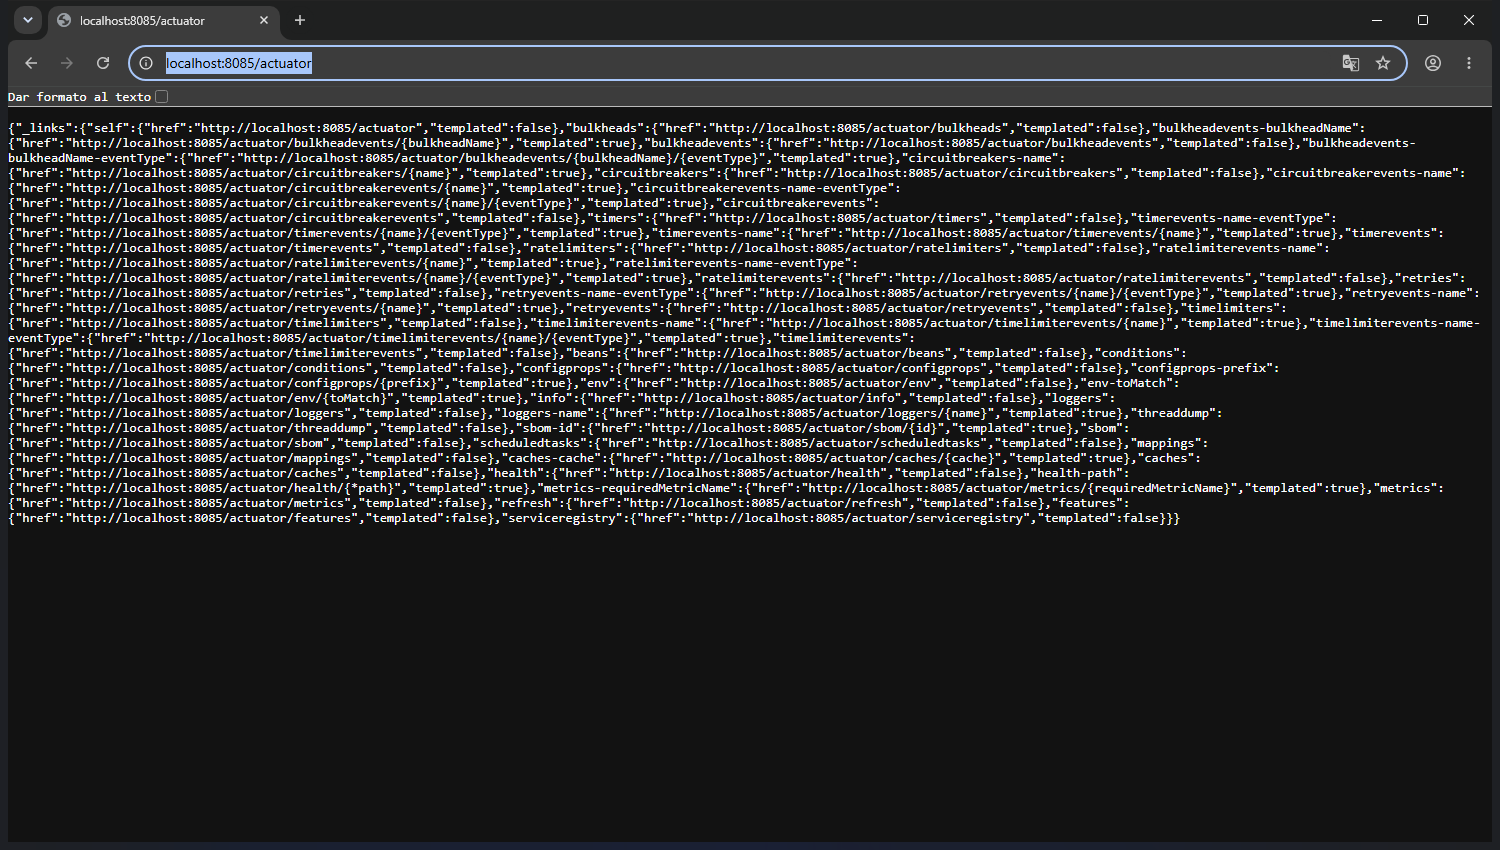 localhost:8085/actuator
localhost:8085/actuator
Dar formato al texto
{"_links":{"self":{"href":"http://localhost:8085/actuator","templated":false},"bulkheads":{"href":"http://localhost:8085/actuator/bulkheads","templated":false},"bulkheadevents-bulkheadName":
{"href":"http://localhost:8085/actuator/bulkheadevents/{bulkheadName}","templated":true},"bulkheadevents":{"href":"http://localhost:8085/actuator/bulkheadevents","templated":false},"bulkheadevents-
bulkheadName-eventType":{"href":"http://localhost:8085/actuator/bulkheadevents/{bulkheadName}/{eventType}","templated":true},"circuitbreakers-name":
{"href":"http://localhost:8085/actuator/circuitbreakers/{name}","templated":true},"circuitbreakers":{"href":"http://localhost:8085/actuator/circuitbreakers","templated":false},"circuitbreakerevents-name":
{"href":"http://localhost:8085/actuator/circuitbreakerevents/{name}","templated":true},"circuitbreakerevents-name-eventType":
{"href":"http://localhost:8085/actuator/circuitbreakerevents/{name}/{eventType}","templated":true},"circuitbreakerevents":
{"href":"http://localhost:8085/actuator/circuitbreakerevents","templated":false},"timers":{"href":"http://localhost:8085/actuator/timers","templated":false},"timerevents-name-eventType":
{"href":"http://localhost:8085/actuator/timerevents/{name}/{eventType}","templated":true},"timerevents-name":{"href":"http://localhost:8085/actuator/timerevents/{name}","templated":true},"timerevents":
{"href":"http://localhost:8085/actuator/timerevents","templated":false},"ratelimiters":{"href":"http://localhost:8085/actuator/ratelimiters","templated":false},"ratelimiterevents-name":
{"href":"http://localhost:8085/actuator/ratelimiterevents/{name}","templated":true},"ratelimiterevents-name-eventType":
{"href":"http://localhost:8085/actuator/ratelimiterevents/{name}/{eventType}","templated":true},"ratelimiterevents":{"href":"http://localhost:8085/actuator/ratelimiterevents","templated":false},"retries":
{"href":"http://localhost:8085/actuator/retries","templated":false},"retryevents-name-eventType":{"href":"http://localhost:8085/actuator/retryevents/{name}/{eventType}","templated":true},"retryevents-name":
{"href":"http://localhost:8085/actuator/retryevents/{name}","templated":true},"retryevents":{"href":"http://localhost:8085/actuator/retryevents","templated":false},"timelimiters":
{"href":"http://localhost:8085/actuator/timelimiters","templated":false},"timelimiterevents-name":{"href":"http://localhost:8085/actuator/timelimiterevents/{name}","templated":true},"timelimiterevents-name-
eventType":{"href":"http://localhost:8085/actuator/timelimiterevents/{name}/{eventType}","templated":true},"timelimiterevents":
{"href":"http://localhost:8085/actuator/timelimiterevents","templated":false},"beans":{"href":"http://localhost:8085/actuator/beans","templated":false},"conditions":
{"href":"http://localhost:8085/actuator/conditions","templated":false},"configprops":{"href":"http://localhost:8085/actuator/configprops","templated":false},"configprops-prefix":
{"href":"http://localhost:8085/actuator/configprops/{prefix}","templated":true},"env":{"href":"http://localhost:8085/actuator/env","templated":false},"env-toMatch":
{"href":"http://localhost:8085/actuator/env/{toMatch}","templated":true},"info":{"href":"http://localhost:8085/actuator/info","templated":false},"loggers":
{"href":"http://localhost:8085/actuator/loggers","templated":false},"loggers-name":{"href":"http://localhost:8085/actuator/loggers/{name}","templated":true},"threaddump":
{"href":"http://localhost:8085/actuator/threaddump","templated":false},"sbom-id":{"href":"http://localhost:8085/actuator/sbom/{id}","templated":true},"sbom":
{"href":"http://localhost:8085/actuator/sbom","templated":false},"scheduledtasks":{"href":"http://localhost:8085/actuator/scheduledtasks","templated":false},"mappings":
{"href":"http://localhost:8085/actuator/mappings","templated":false},"caches-cache":{"href":"http://localhost:8085/actuator/caches/{cache}","templated":true},"caches":
{"href":"http://localhost:8085/actuator/caches","templated":false},"health":{"href":"http://localhost:8085/actuator/health","templated":false},"health-path":
{"href":"http://localhost:8085/actuator/health/{*path}","templated":true},"metrics-requiredMetricName":{"href":"http://localhost:8085/actuator/metrics/{requiredMetricName}","templated":true},"metrics":
{"href":"http://localhost:8085/actuator/metrics","templated":false},"refresh":{"href":"http://localhost:8085/actuator/refresh","templated":false},"features":
{"href":"http://localhost:8085/actuator/features","templated":false},"serviceregistry":{"href":"http://localhost:8085/actuator/serviceregistry","templated":false}}}